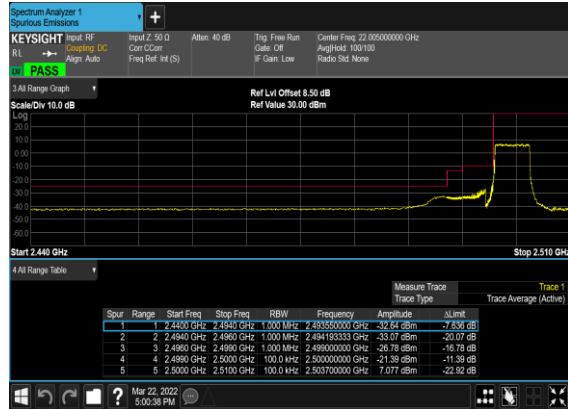 Spectrum Analyzer 1
Spurious Emissions
KEYSIGHT Input: RF Input Z: 50 Ω Atten: 40 dB Trig: Free Run Center Freq: 22.005000000 GHz
RL Coupling: DC Corr CCorr Gate: Off Avg|Hold: 100/100
Align: Auto Freq Ref: Int (S) IF Gain: Low Radio Std: None
PASS
3 All Range Graph
Ref Lvl Offset 8.50 dB
Scale/Div 10.0 dB Ref Value 30.00 dBm
Log
20.0
10.0
0.00
-10.0
-20.0
-30.0
-40.0
-50.0
-60.0
Start 2.440 GHz Stop 2.510 GHz
4 All Range Table
Measure Trace Trace 1
Trace Type Trace Average (Active)
Spur Range Start Freq Stop Freq RBW Frequency Amplitude ΔLimit
1 1 2.4400 GHz 2.4940 GHz 1.000 MHz 2.493550000 GHz -32.64 dBm -7.636 dB
2 2 2.4940 GHz 2.4960 GHz 1.000 MHz 2.494193333 GHz -33.07 dBm -20.07 dB
3 3 2.4960 GHz 2.4990 GHz 1.000 MHz 2.499000000 GHz -26.78 dBm -16.78 dB
4 4 2.4990 GHz 2.5000 GHz 100.0 kHz 2.500000000 GHz -21.39 dBm -11.39 dB
5 5 2.5000 GHz 2.5100 GHz 100.0 kHz 2.503700000 GHz 7.077 dBm -22.92 dB
Mar 22, 2022
5:00:38 PM